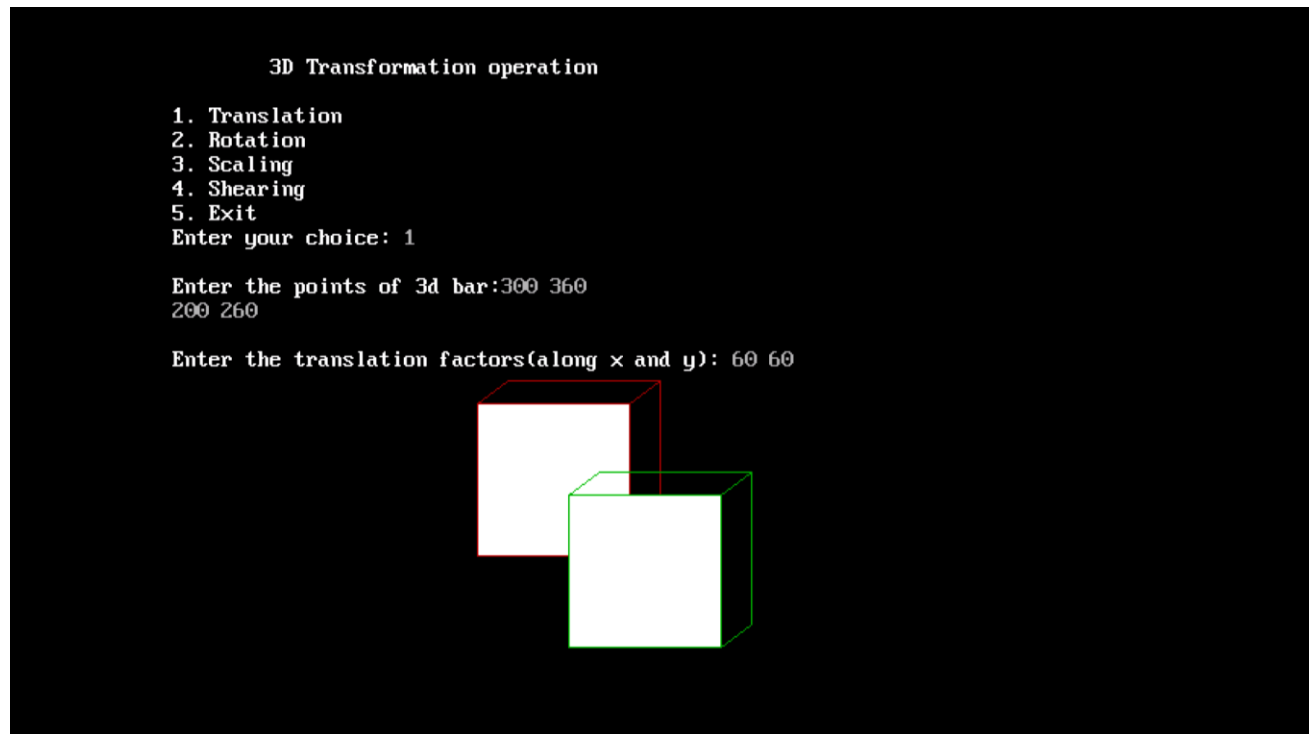 3D Transformation operation
1. Translation
2. Rotation
3. Scaling
4. Shearing
5. Exit
Enter your choice: 1
Enter the points of 3d bar:300 360
200 260
Enter the translation factors(along x and y): 60 60